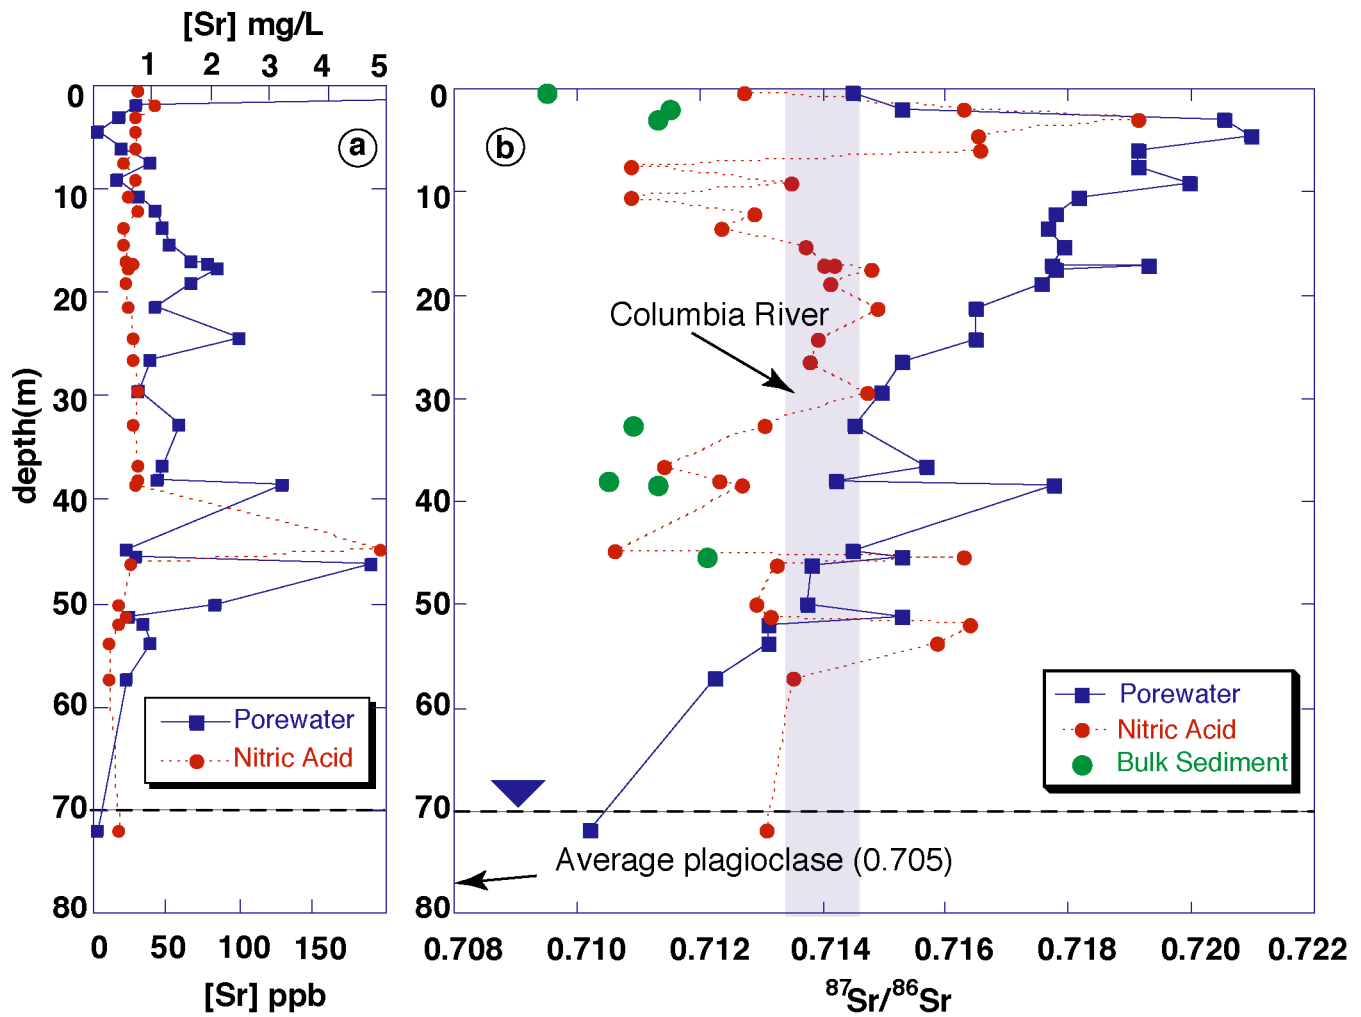 [Sr] mg/L
1 2 3 4 5
0
10
20
30
40
50
60
70
80
depth(m)
a
Porewater
Nitric Acid
0 50 100 150
[Sr] ppb
0
10
20
30
40
50
60
70
80
b
Columbia River
Porewater
Nitric Acid
Bulk Sediment
Average plagioclase (0.705)
0.708 0.710 0.712 0.714 0.716 0.718 0.720 0.722
87Sr/86Sr